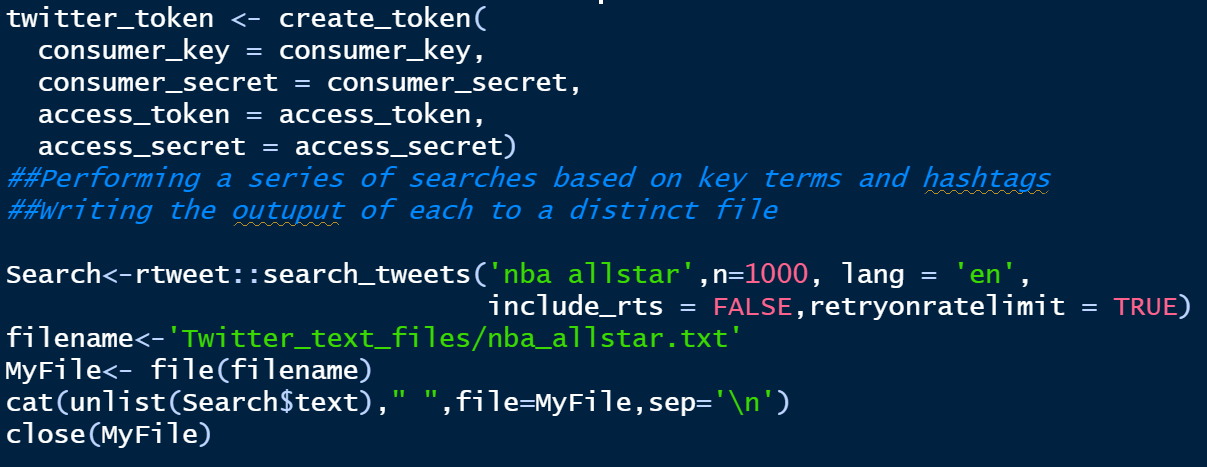 twitter_token <- create_token(
  consumer_key = consumer_key,
  consumer_secret = consumer_secret,
  access_token = access_token,
  access_secret = access_secret)
##Performing a series of searches based on key terms and hashtags
##Writing the outuput of each to a distinct file
Search<-rtweet::search_tweets('nba allstar',n=1000, lang = 'en',
                              include_rts = FALSE,retryonratelimit = TRUE)
filename<-'Twitter_text_files/nba_allstar.txt'
MyFile<- file(filename)
cat(unlist(Search$text)," ",file=MyFile,sep='\n')
close(MyFile)